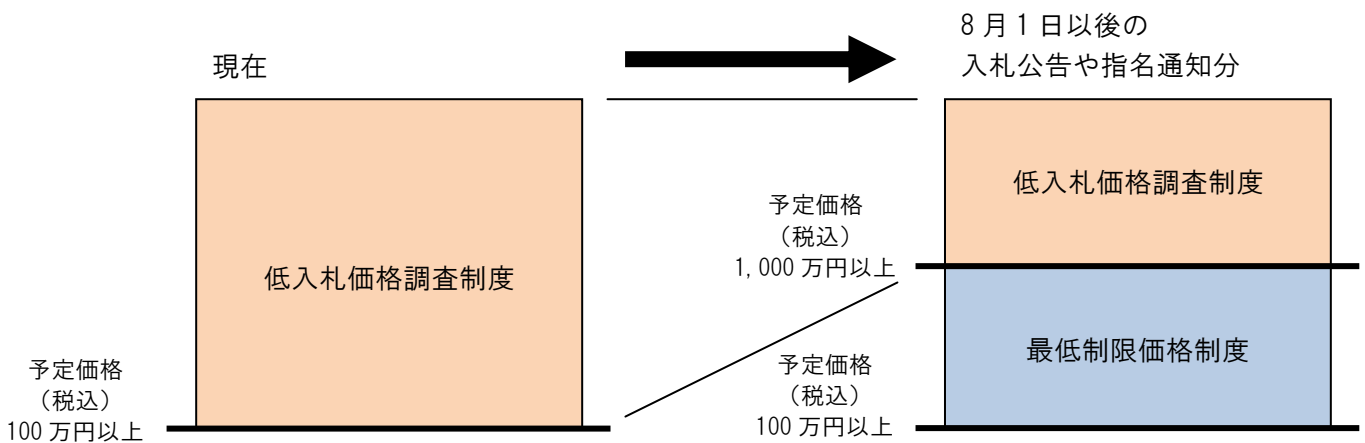 現在
8月1日以後の
入札公告や指名通知分
低入札価格調査制度
予定価格
（税込）
100万円以上
低入札価格調査制度
予定価格
（税込）
1,000万円以上
最低制限価格制度
予定価格
（税込）
100万円以上